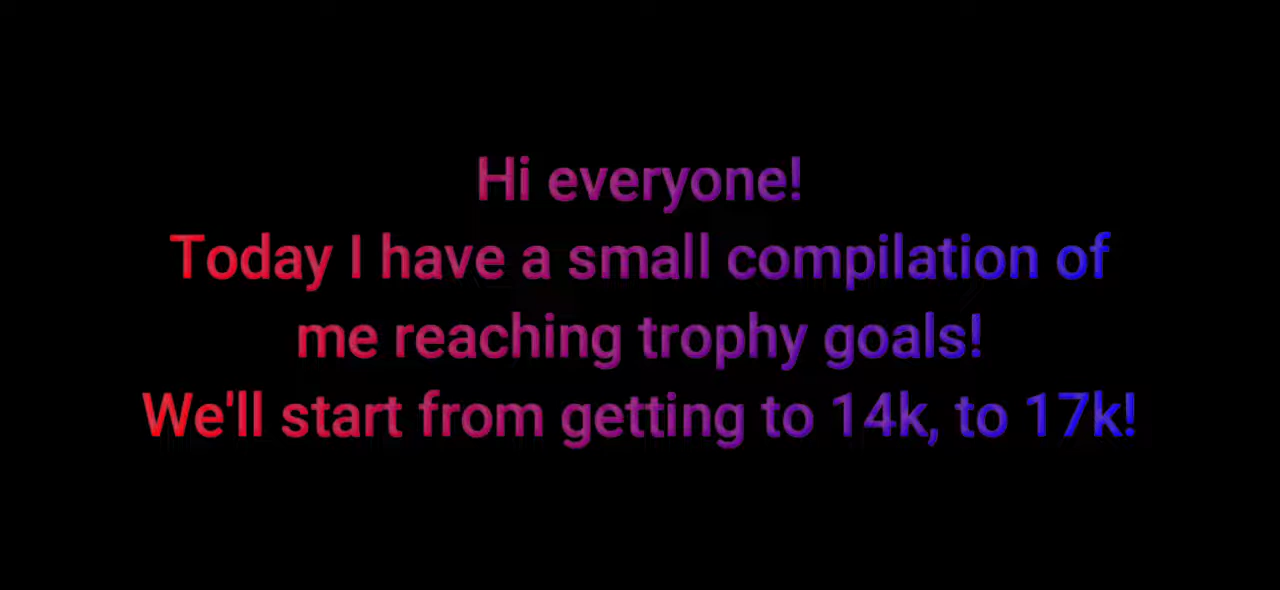 Hi everyone!
Today I have a small compilation of
me reaching trophy goals!
We'll start from getting to 14k, to 17k!